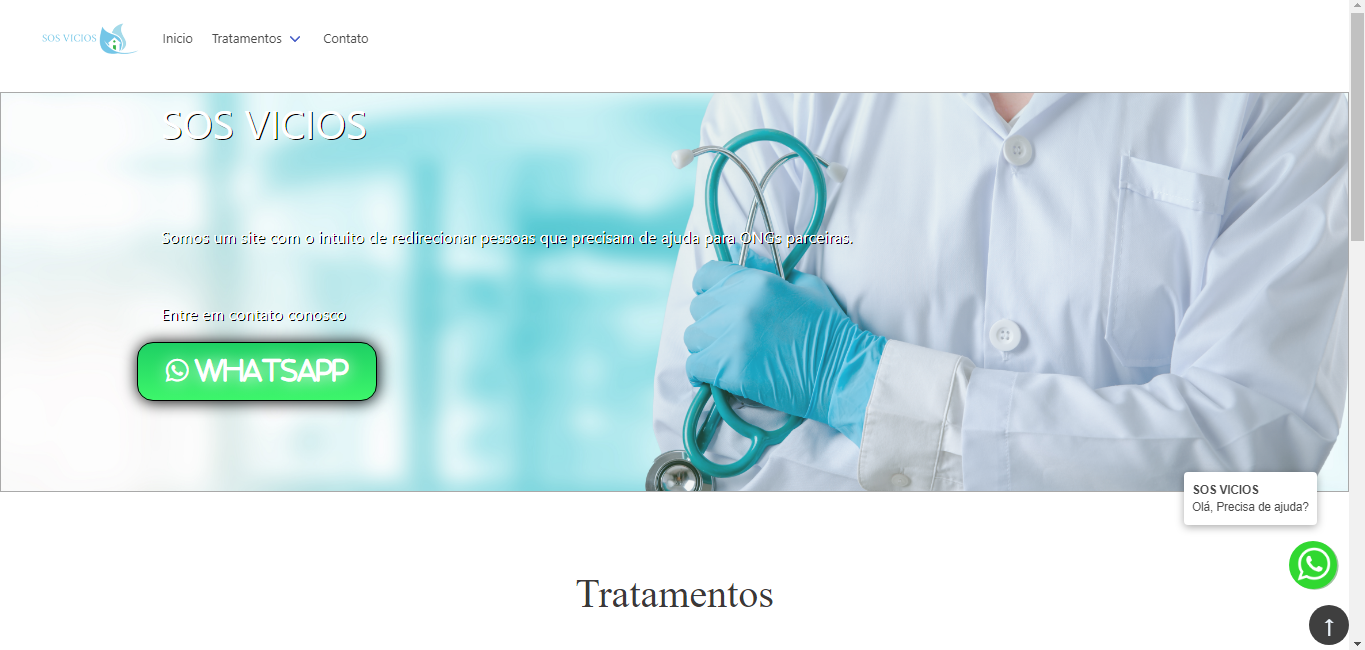 SOS VICIOS
Inicio Tratamentos Contato
SOS VICIOS
Somos um site com o intuito de redirecionar pessoas que precisam de ajuda para ONGs parceiras.
Entre em contato conosco
WHATSAPP
SOS VICIOS
Olá, Precisa de ajuda?
Tratamentos